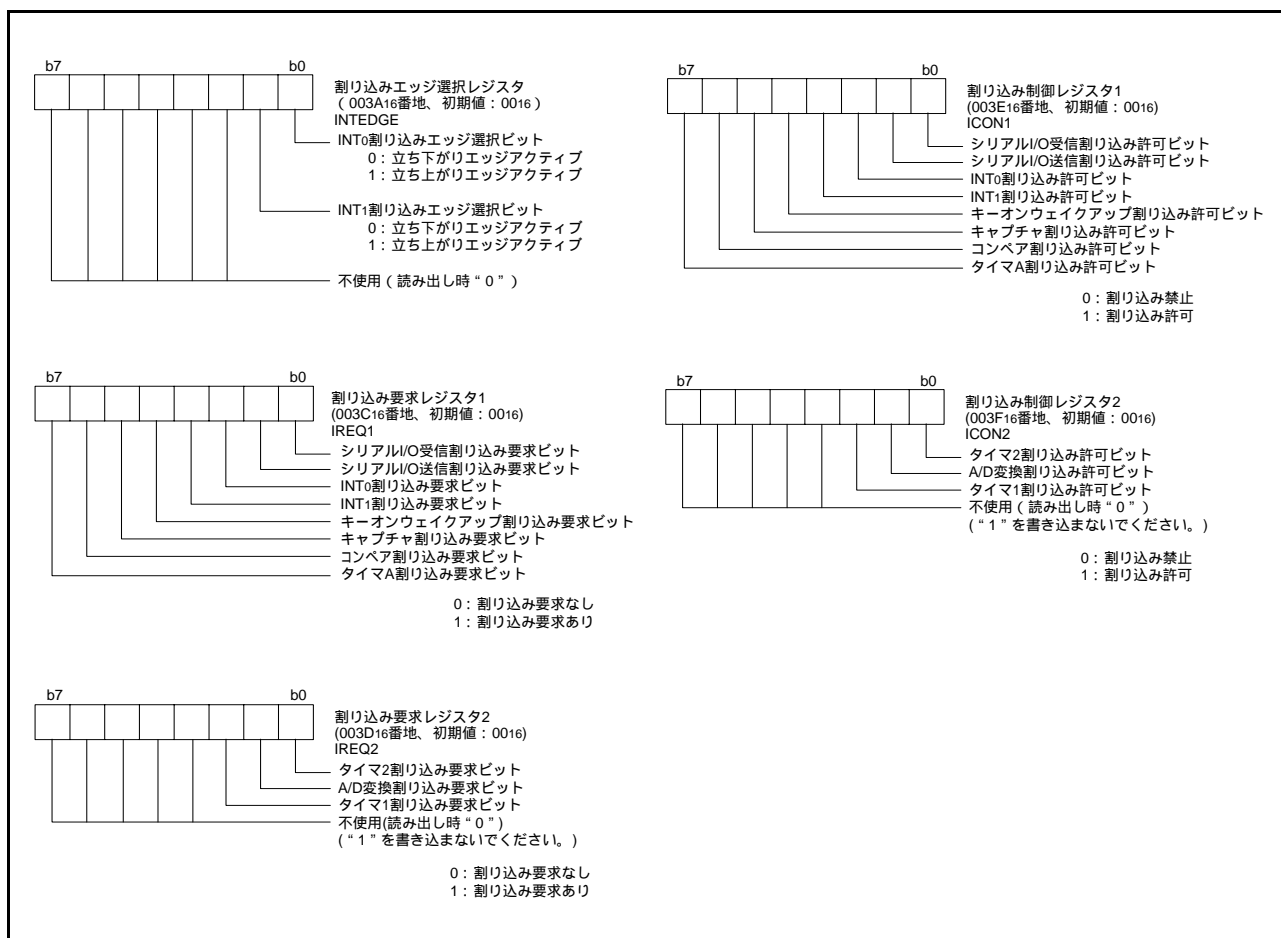 b7 b0
割り込みエッジ選択レジスタ
( 003A16番地、初期値:0016 )
INTEDGE
INT0割り込みエッジ選択ビット
0:立ち下がりエッジアクティブ
1:立ち上がりエッジアクティブ
INT1割り込みエッジ選択ビット
0:立ち下がりエッジアクティブ
1:立ち上がりエッジアクティブ
不使用 ( 読み出し時 “ 0 ” )
b7 b0
割り込み要求レジスタ1
(003C16番地、初期値:0016)
IREQ1
シリアルI/O受信割り込み要求ビット
シリアルI/O送信割り込み要求ビット
INT0割り込み要求ビット
INT1割り込み要求ビット
キーオンウェイクアップ割り込み要求ビット
キャプチャ割り込み要求ビット
コンペア割り込み要求ビット
タイマA割り込み要求ビット
0:割り込み要求なし
1:割り込み要求あり
b7 b0
割り込み要求レジスタ2
(003D16番地、初期値:0016)
IREQ2
タイマ2割り込み要求ビット
A/D変換割り込み要求ビット
タイマ1割り込み要求ビット
不使用(読み出し時 “ 0 ” )
( “ 1 ” を書き込まないでください。)
0:割り込み要求なし
1:割り込み要求あり
b7 b0
割り込み制御レジスタ1
(003E16番地、初期値:0016)
ICON1
シリアルI/O受信割り込み許可ビット
シリアルI/O送信割り込み許可ビット
INT0割り込み許可ビット
INT1割り込み許可ビット
キーオンウェイクアップ割り込み許可ビット
キャプチャ割り込み許可ビット
コンペア割り込み許可ビット
タイマA割り込み許可ビット
0:割り込み禁止
1:割り込み許可
b7 b0
割り込み制御レジスタ2
(003F16番地、初期値:0016)
ICON2
タイマ2割り込み許可ビット
A/D変換割り込み許可ビット
タイマ1割り込み許可ビット
不使用 ( 読み出し時 “ 0 ” )
( “ 1 ” を書き込まないでください。)
0:割り込み禁止
1:割り込み許可